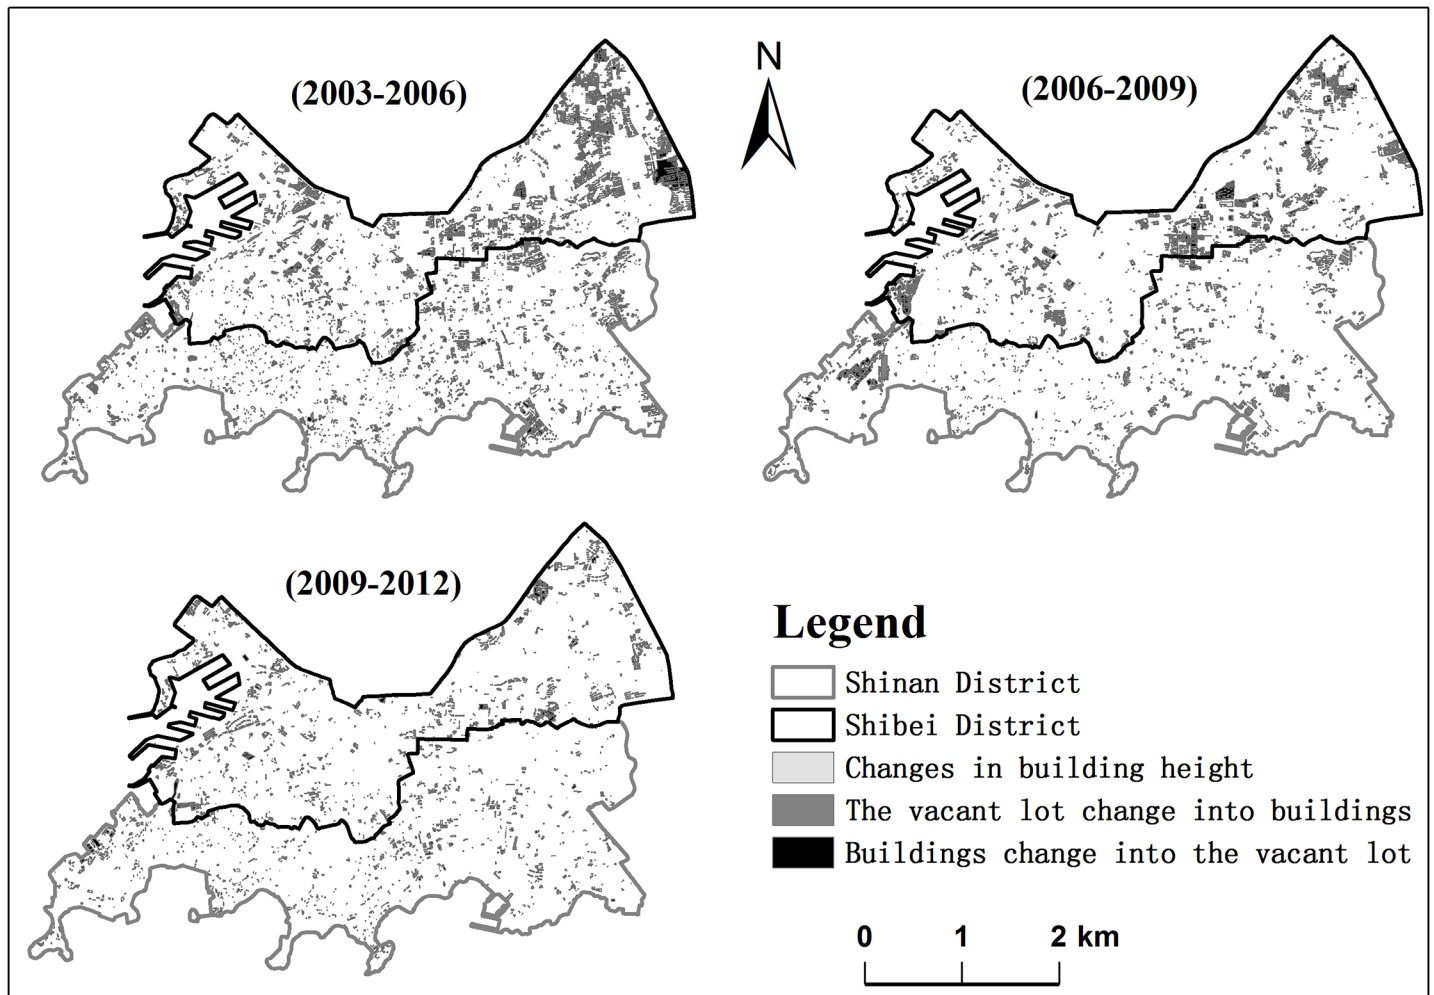 (2003-2006)
N
(2006-2009)
(2009-2012)
Legend
Shinan District
Shibei District
Changes in building height
The vacant lot change into buildings
Buildings change into the vacant lot
0 1 2 km